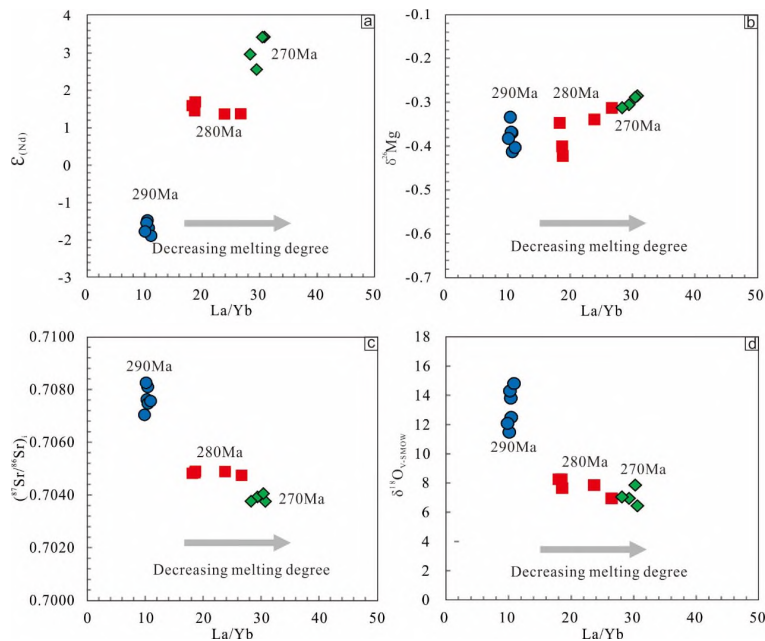 a
4
3
2
1
0
-1
-2
-3
ε(Nd)
270Ma
280Ma
290Ma
Decreasing melting degree
0 10 20 30 40 50
La/Yb
b
-0.1
-0.2
-0.3
-0.4
-0.5
-0.6
-0.7
δ²⁶Mg
290Ma
280Ma
270Ma
Decreasing melting degree
0 10 20 30 40 50
La/Yb
c
0.7100
0.7080
0.7060
0.7040
0.7020
0.7000
(⁸⁷Sr/⁸⁶Sr)i
290Ma
280Ma
270Ma
Decreasing melting degree
0 10 20 30 40 50
La/Yb
d
18
16
14
12
10
8
6
4
2
0
δ¹⁸OV-SMOW
290Ma
280Ma
270Ma
Decreasing melting degree
0 10 20 30 40 50
La/Yb